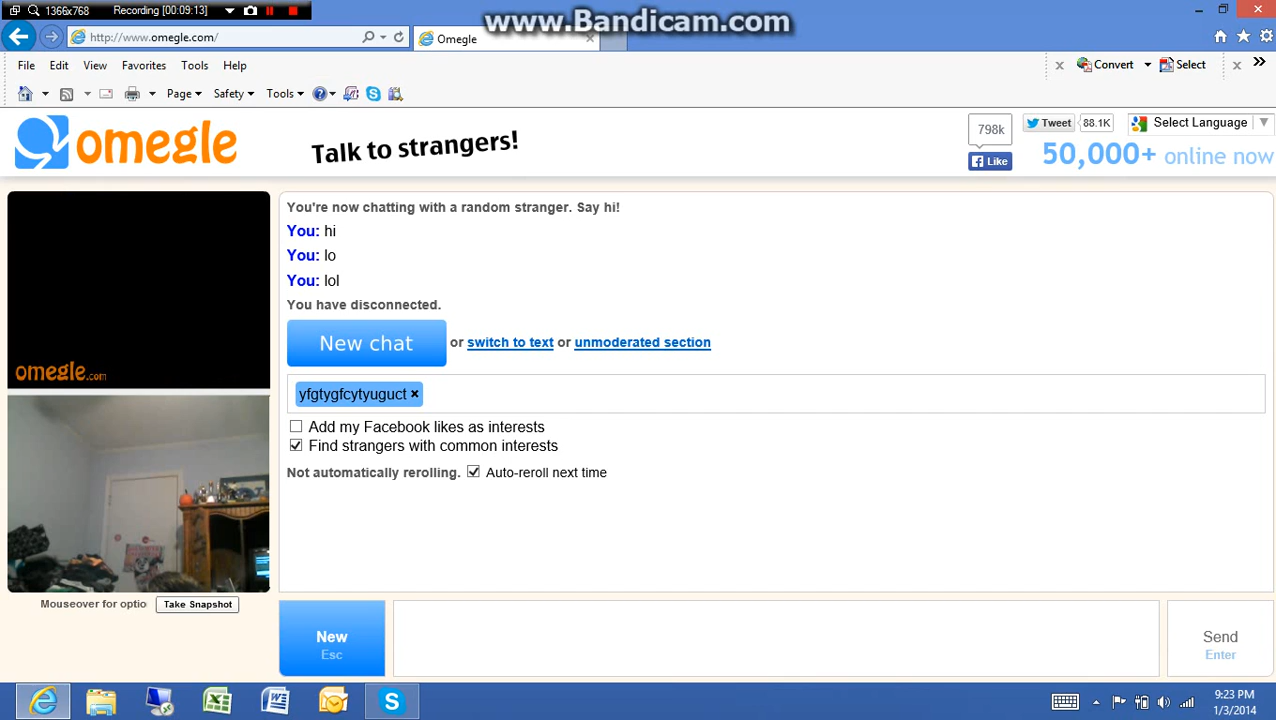 1366x768 Recording [00:09:13]
www.Bandicam.com
http://www.omegle.com/
Omegle
File Edit View Favorites Tools Help
Convert Select
Page Safety Tools
omegle
Talk to strangers!
798k
Like
Tweet 88.1K
Select Language
50,000+ online now
You're now chatting with a random stranger. Say hi!
You: hi
You: lo
You: lol
You have disconnected.
New chat or switch to text or unmoderated section
omegle.com
yfgtygfcytyuguct ×
Add my Facebook likes as interests
Find strangers with common interests
Not automatically rerolling. Auto-reroll next time
Mouseover for optio Take Snapshot
New
Esc
Send
Enter
9:23 PM
1/3/2014